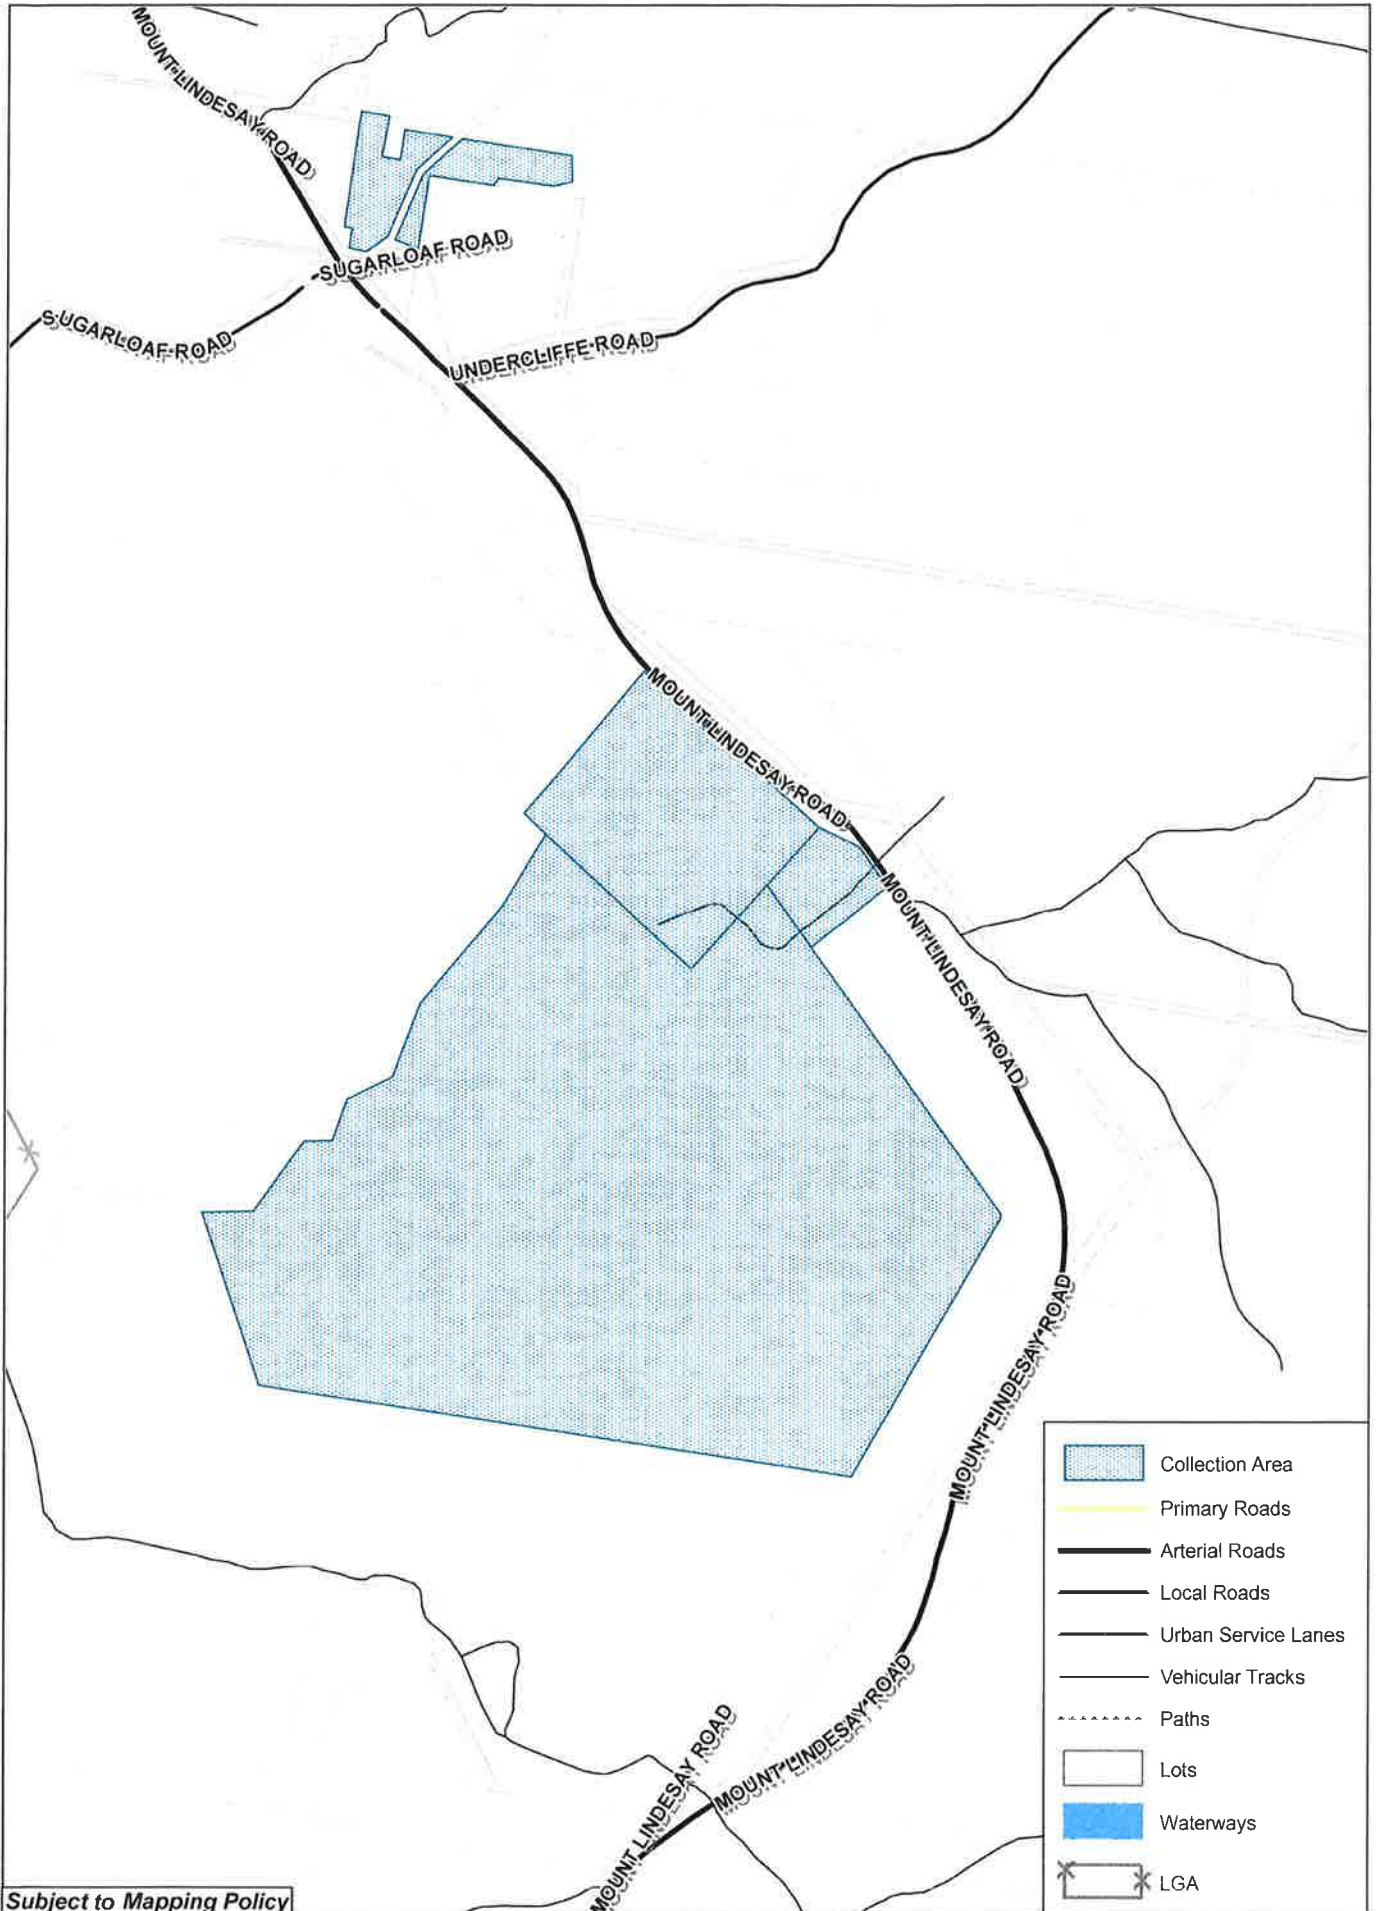 MOUNT LINDESAY ROAD
SUGARLOAF ROAD
SUGARLOAF ROAD
UNDERCLIFFE ROAD
MOUNT LINDESAY ROAD
MOUNT LINDESAY ROAD
MOUNT LINDESAY ROAD
MOUNT LINDESAY ROAD
MOUNT LINDESAY ROAD
Collection Area
Primary Roads
Arterial Roads
Local Roads
Urban Service Lanes
Vehicular Tracks
Paths
Lots
Waterways
LGA
Subject to Mapping Policy